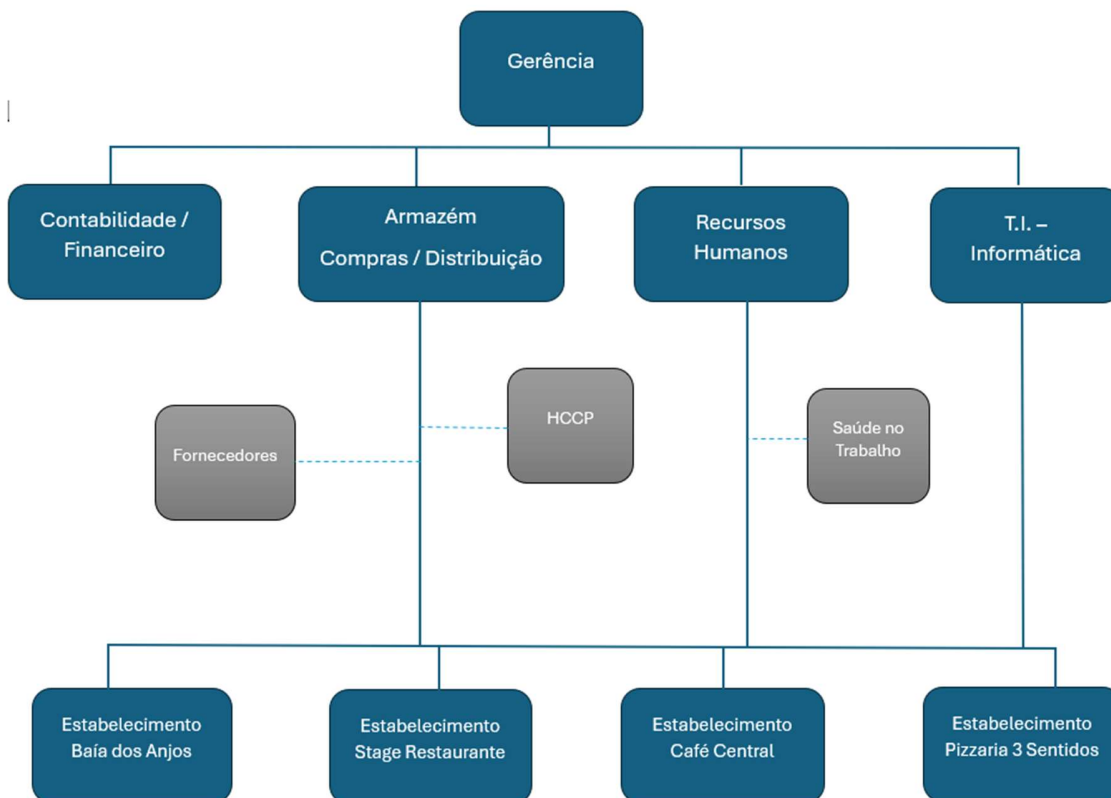 Gerência
Contabilidade /
Financeiro
Armazém
Compras / Distribuição
Recursos
Humanos
T.I. –
Informática
Fornecedores
HCCP
Saúde no
Trabalho
Estabelecimento
Baía dos Anjos
Estabelecimento
Stage Restaurante
Estabelecimento
Café Central
Estabelecimento
Pizzaria 3 Sentidos